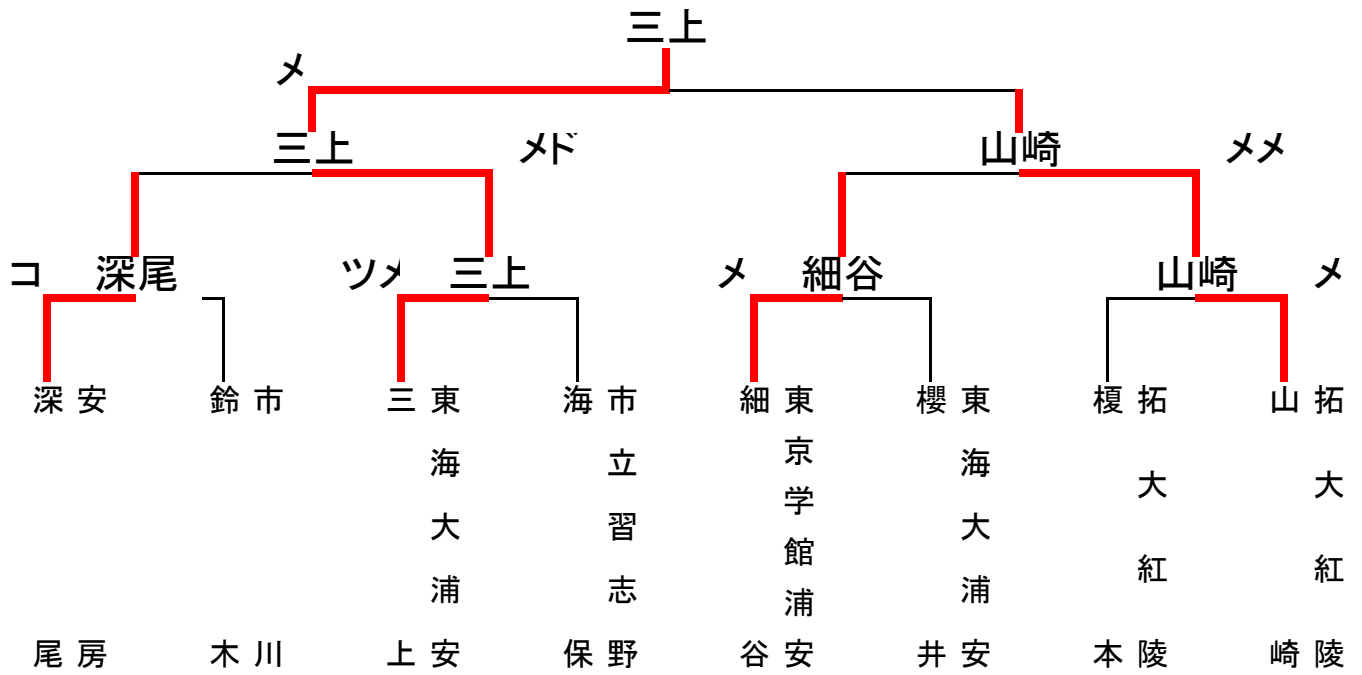 三上
メ
三上
メド
山崎
メメ
コ
深尾
ツメ
三上
メ
細谷
山崎
メ
深尾
安房
鈴木
市川
三上
東海大浦安
海保
市立習志野
細谷
東京学館浦安
櫻井
東海大浦安
榎本
拓大紅陵
山崎
拓大紅陵